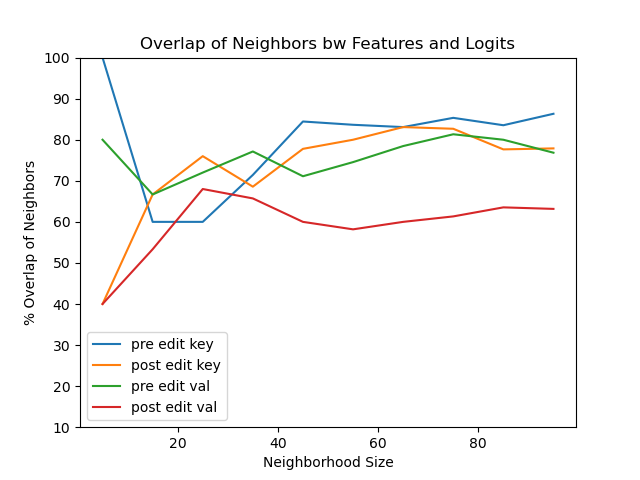 Overlap of Neighbors bw Features and Logits
100
90
80
70
60
50
40
30
20
10
% Overlap of Neighbors
pre edit key
post edit key
pre edit val
post edit val
20
40
60
80
Neighborhood Size